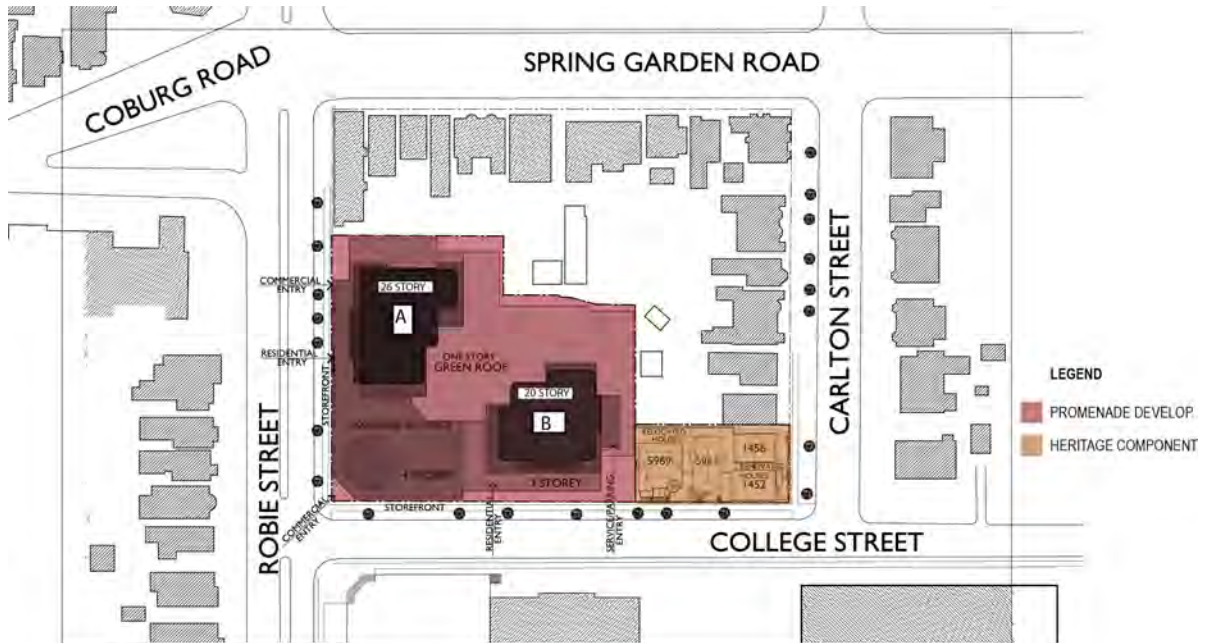 SPRING GARDEN ROAD
COBURG ROAD
COMMERCIAL
ENTRY
26 STORY
A
RESIDENTIAL
ENTRY
ONE STORY
GREEN ROOF
STOREFRONT
20 STORY
B
CARLTON STREET
LEGEND
PROMENADE DEVELOP.
HERITAGE COMPONENT
ROBIE STREET
HOUSE
5969
1456
1452
3 STOREY
STOREFRONT
COMMERCIAL
ENTRY
RESIDENTIAL
ENTRY
SERVICE/PARKING
ENTRY
COLLEGE STREET